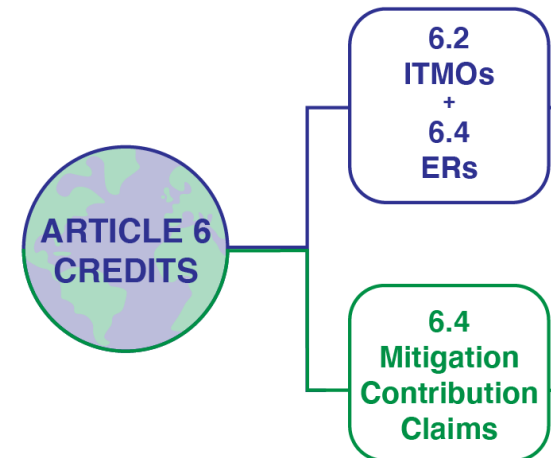 ARTICLE 6
CREDITS
6.2
ITMOs
+
6.4
ERs
6.4
Mitigation
Contribution
Claims